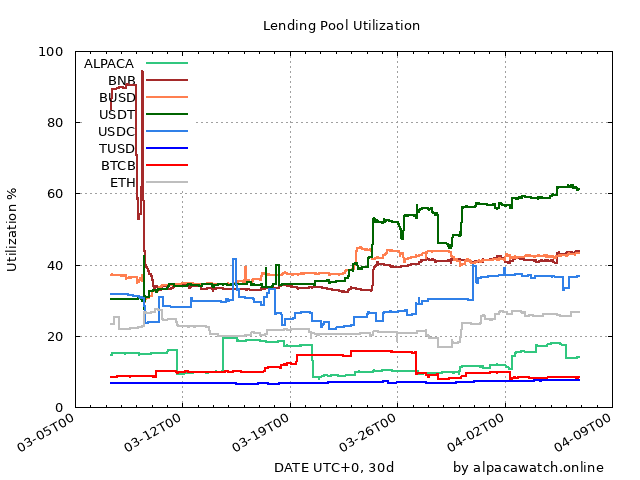 Lending Pool Utilization
Utilization %
100
80
60
40
20
0
ALPACA
BNB
BUSD
USDT
USDC
TUSD
BTCB
ETH
03-05T00
03-12T00
03-19T00
03-26T00
04-02T00
04-09T00
DATE UTC+0, 30d
by alpacawatch.online